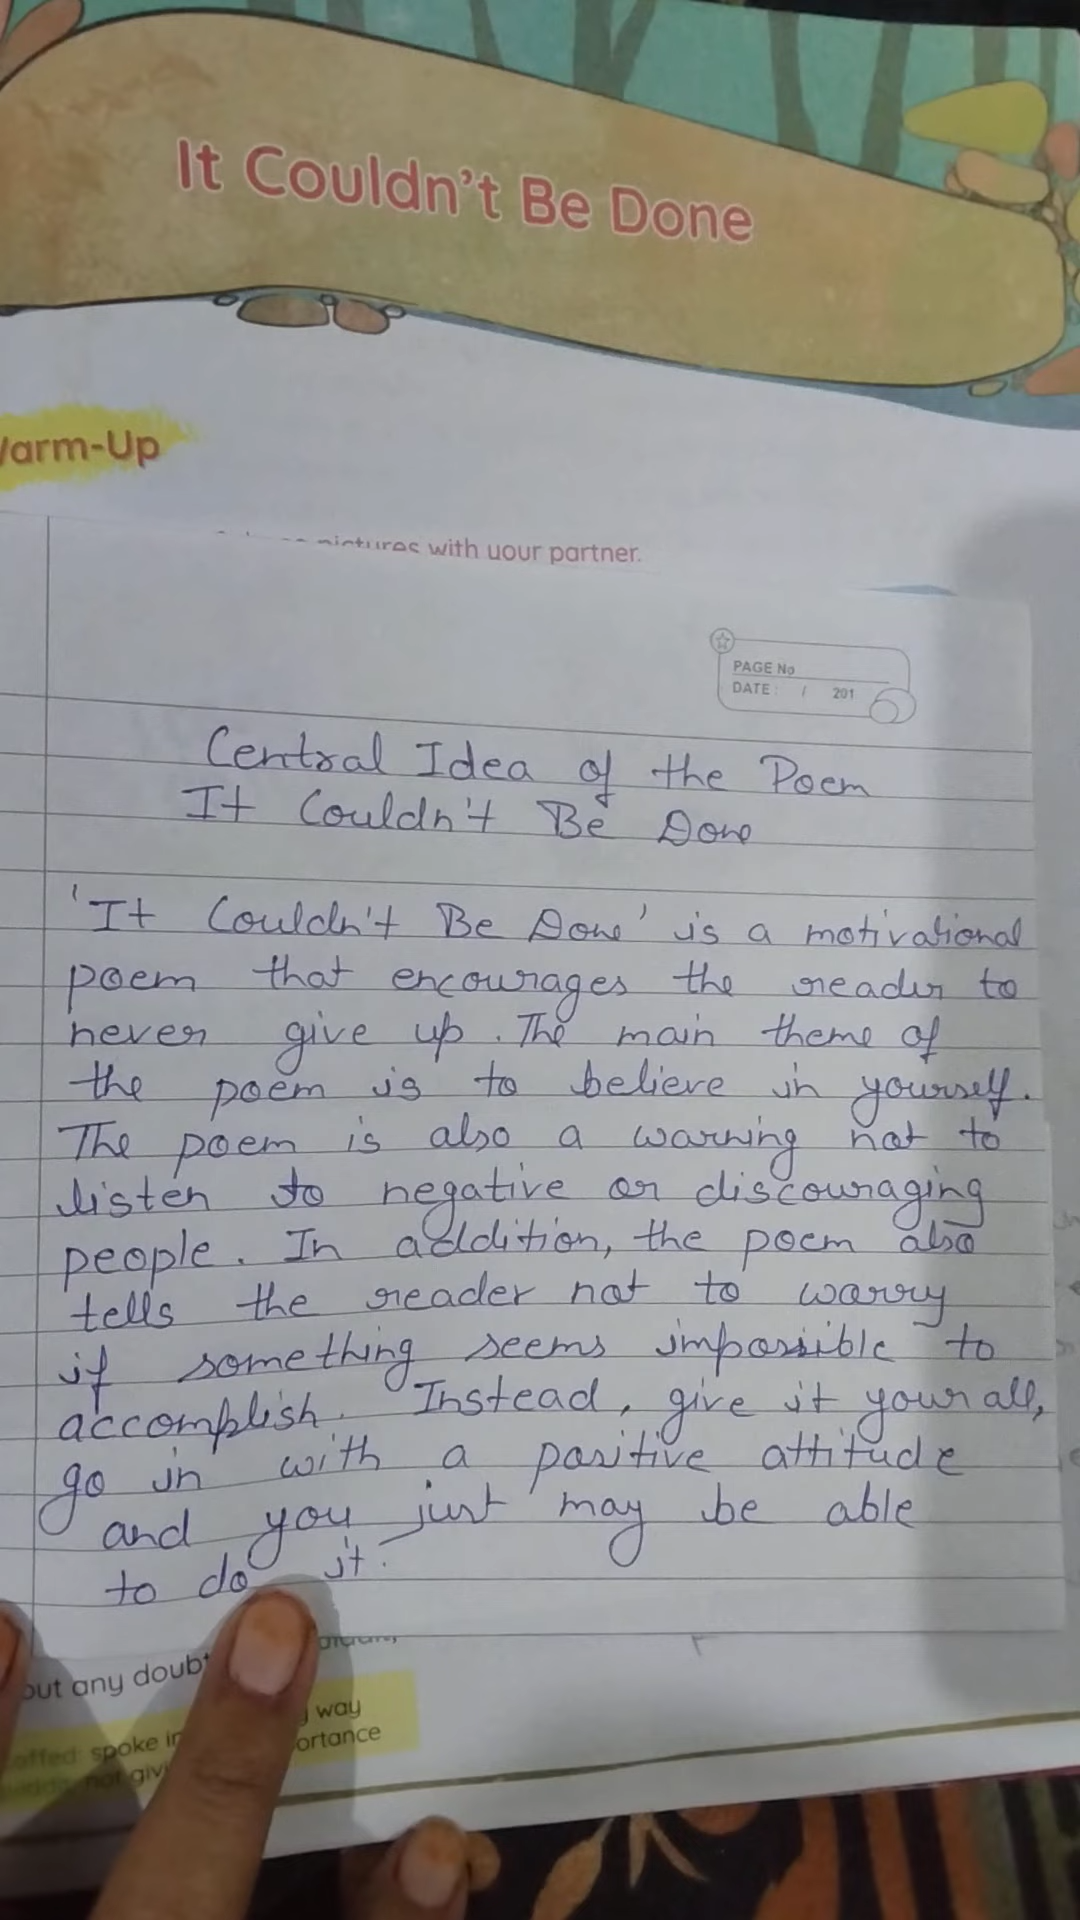 It Couldn't Be Done
arm-Up
pictures with your partner.
PAGE No
DATE : / 201
Central Idea of the Poem
It Couldn't Be Done
'It Couldn't Be Done' is a motivational
poem that encourages the reader to
never give up. The main theme of
the poem is to believe in yourself.
The poem is also a warning not to
listen to negative or discouraging
people. In addition, the poem also
tells the reader not to worry
if something seems impossible to
accomplish. Instead, give it your all,
go in with a positive attitude
and you just may be able
to do it.
out any doubt
way
spoke in
ortance
not givi